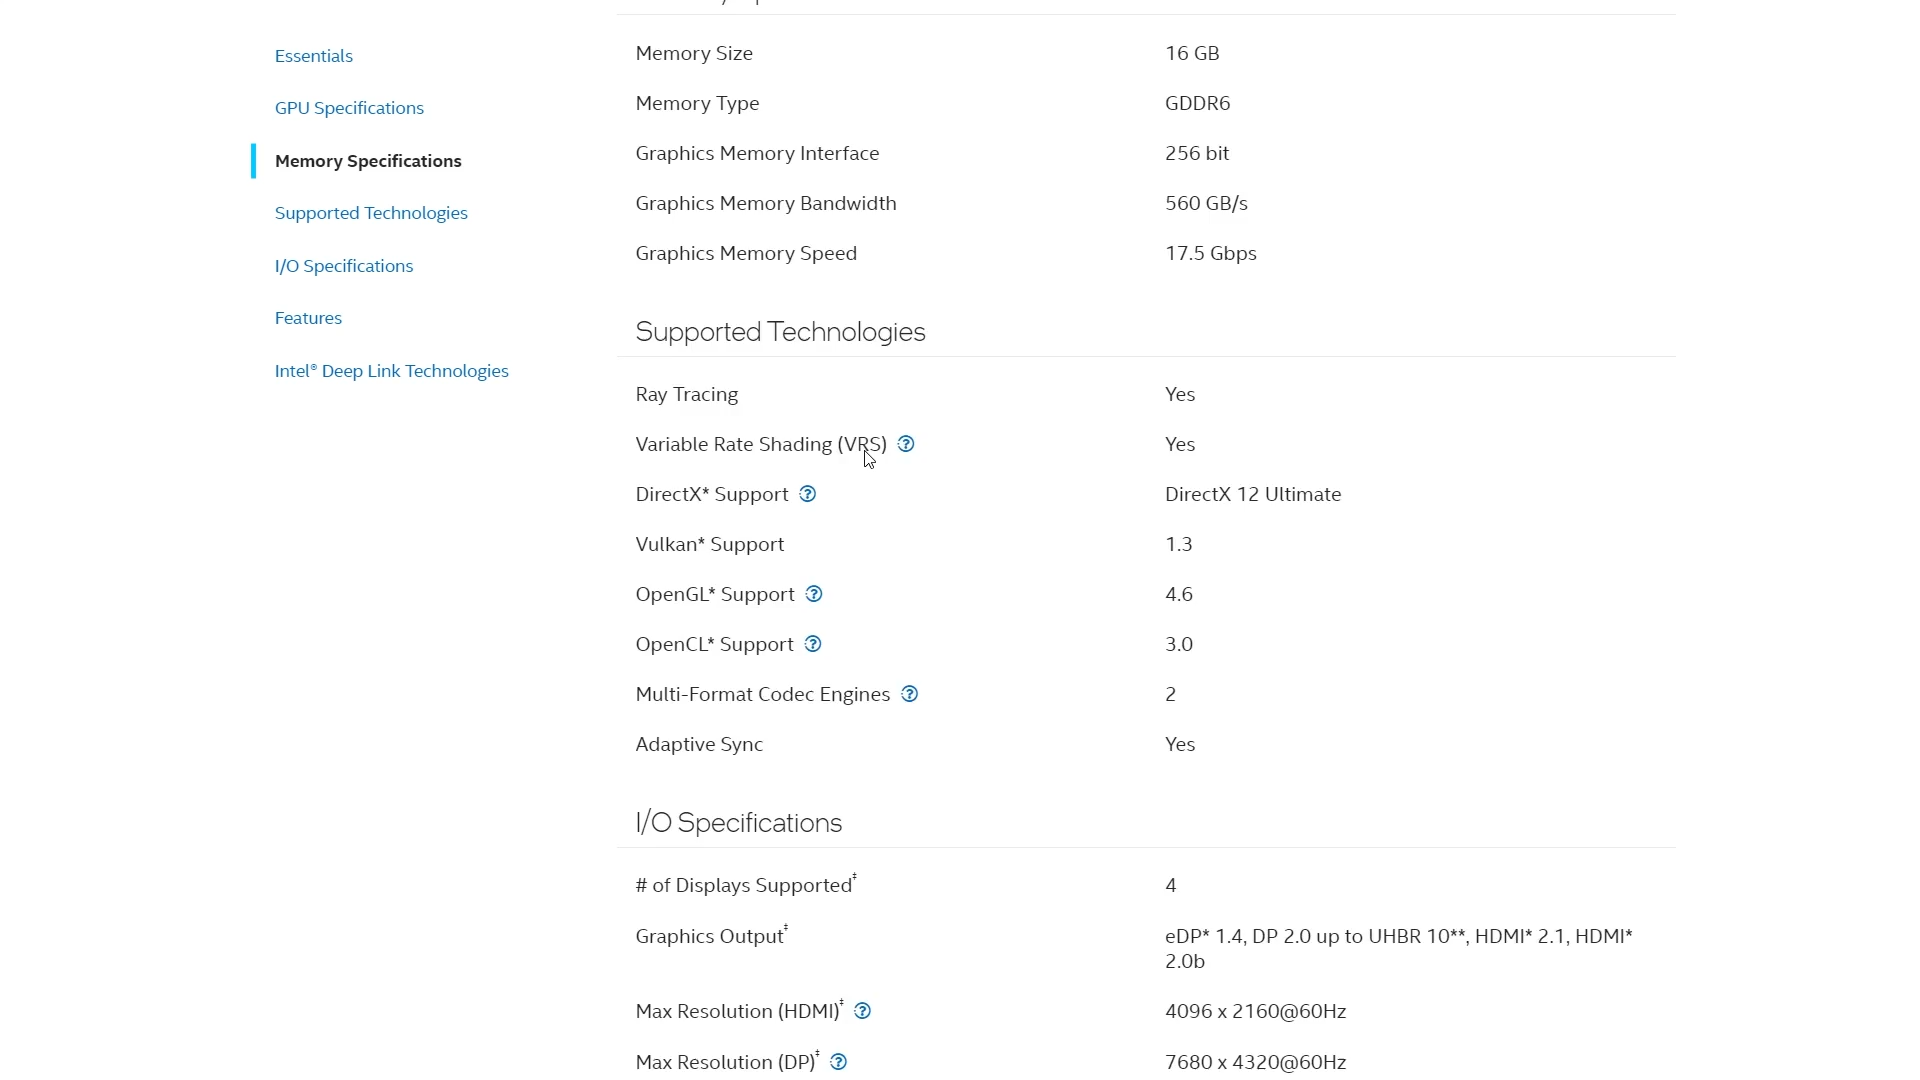 Essentials
GPU Specifications
Memory Specifications
Supported Technologies
I/O Specifications
Features
Intel® Deep Link Technologies
Memory Size 16 GB
Memory Type GDDR6
Graphics Memory Interface 256 bit
Graphics Memory Bandwidth 560 GB/s
Graphics Memory Speed 17.5 Gbps
Supported Technologies
Ray Tracing Yes
Variable Rate Shading (VRS) Yes
DirectX* Support DirectX 12 Ultimate
Vulkan* Support 1.3
OpenGL* Support 4.6
OpenCL* Support 3.0
Multi-Format Codec Engines 2
Adaptive Sync Yes
I/O Specifications
# of Displays Supported‡ 4
Graphics Output‡ eDP* 1.4, DP 2.0 up to UHBR 10**, HDMI* 2.1, HDMI*
2.0b
Max Resolution (HDMI)‡ 4096 x 2160@60Hz
Max Resolution (DP)‡ 7680 x 4320@60Hz